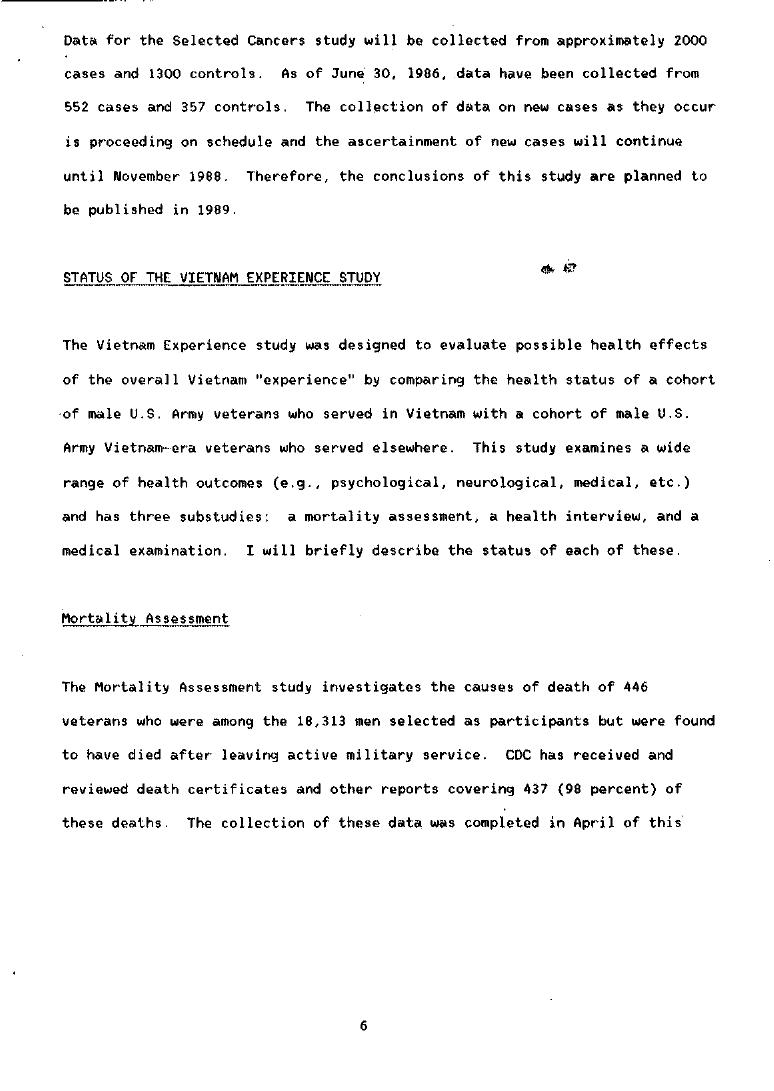 Data for the Selected Cancers study will be collected from approximately 2000
cases and 1300 controls. As of June 30, 1986, data have been collected from
552 cases and 357 controls. The collection of data on new cases as they occur
is proceeding on schedule and the ascertainment of new cases will continue
until November 1988. Therefore, the conclusions of this study are planned to
be published in 1989.
STATUS OF THE VIETNAM EXPERIENCE STUDY
The Vietnam Experience study was designed to evaluate possible health effects
of the overall Vietnam "experience" by comparing the health status of a cohort
of male U.S. Army veterans who served in Vietnam with a cohort of male U.S.
Army Vietnam-era veterans who served elsewhere. This study examines a wide
range of health outcomes (e.g., psychological, neurological, medical, etc.)
and has three substudies: a mortality assessment, a health interview, and a
medical examination. I will briefly describe the status of each of these.
Mortality Assessment
The Mortality Assessment study investigates the causes of death of 446
veterans who were among the 18,313 men selected as participants but were found
to have died after leaving active military service. CDC has received and
reviewed death certificates and other reports covering 437 (98 percent) of
these deaths. The collection of these data was completed in April of this
6